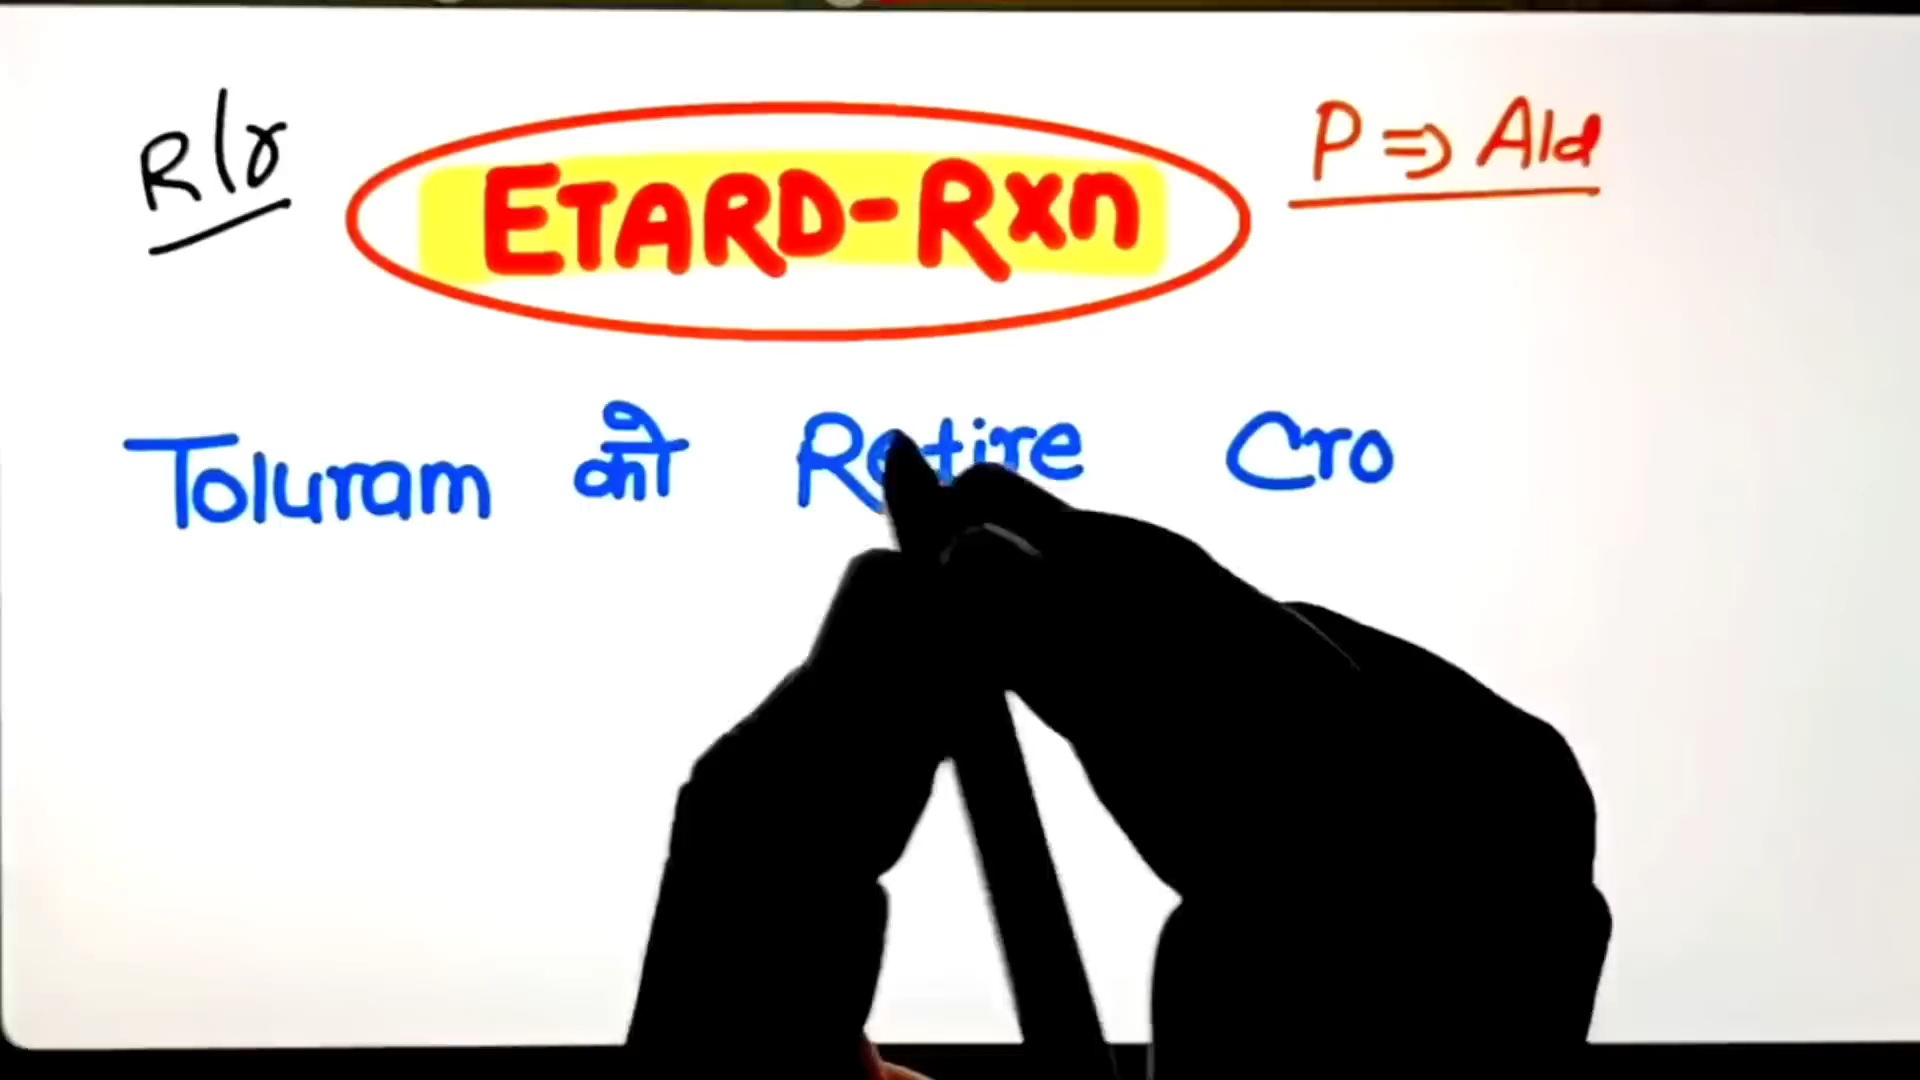 R/r
ETARD-Rxn
P ⇒ Ald
Toluram को Retire Cro